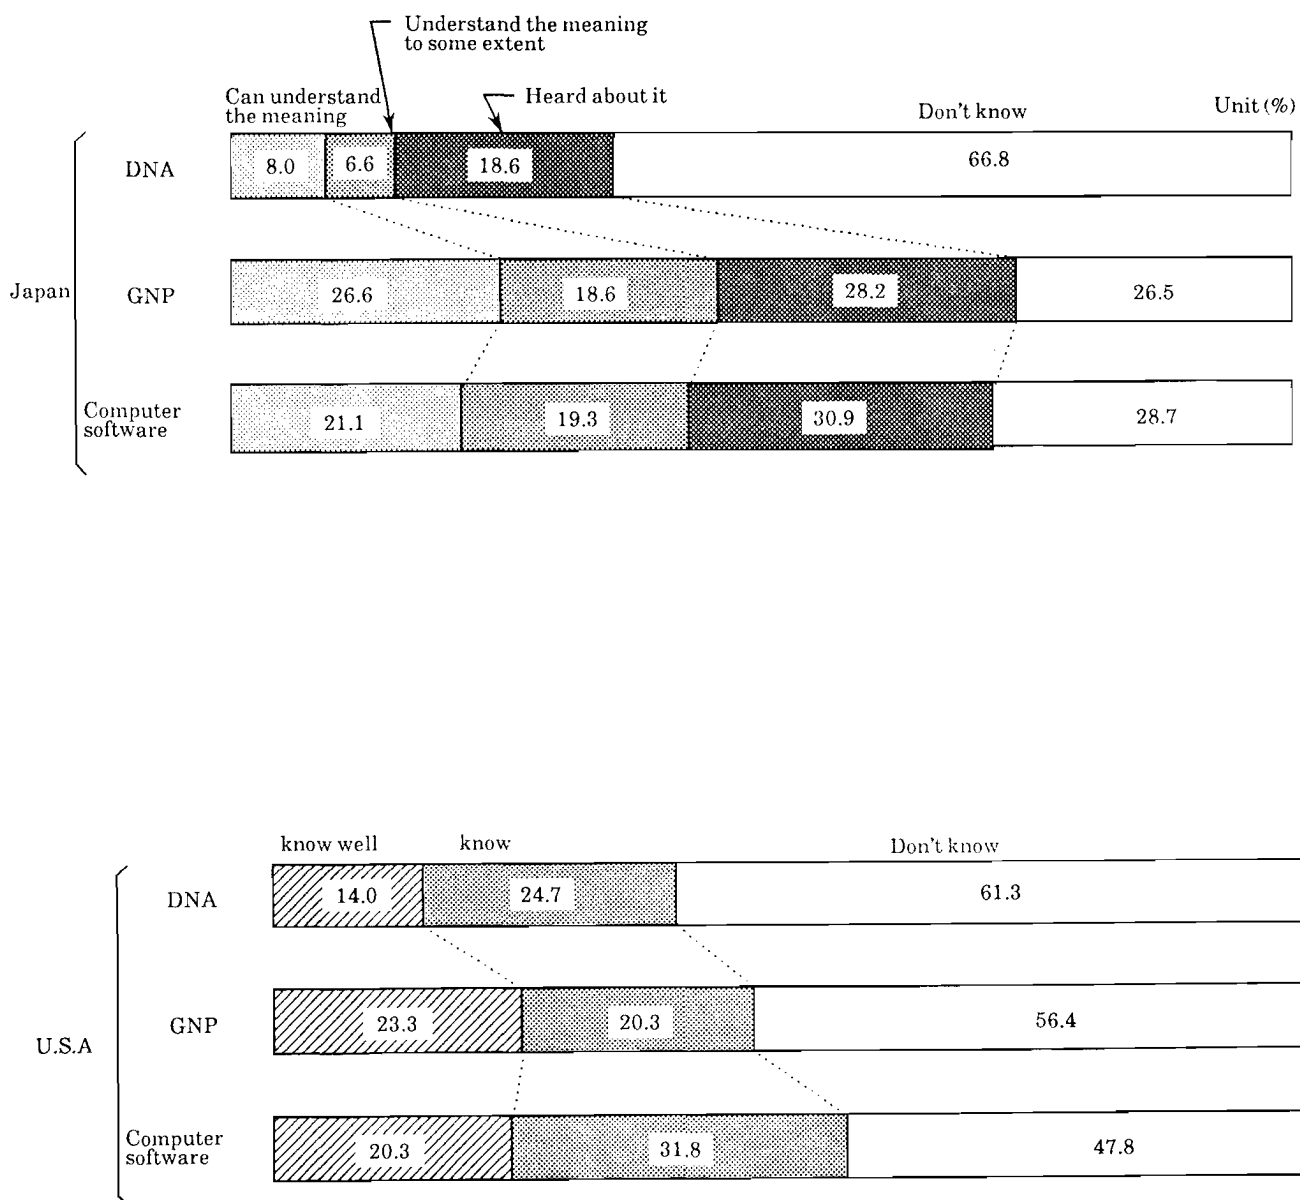 Understand the meaning
to some extent
Can understand
the meaning
Heard about it
Don't know
Unit (%)
Japan
DNA
8.0
6.6
18.6
66.8
GNP
26.6
18.6
28.2
26.5
Computer
software
21.1
19.3
30.9
28.7
know well
know
Don't know
U.S.A
DNA
14.0
24.7
61.3
GNP
23.3
20.3
56.4
Computer
software
20.3
31.8
47.8